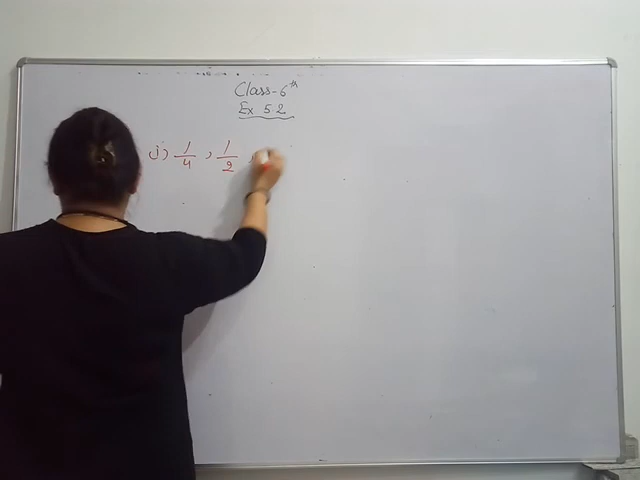 Class-6th
Ex 5.2
(j) 1/4 , 1/2 ,